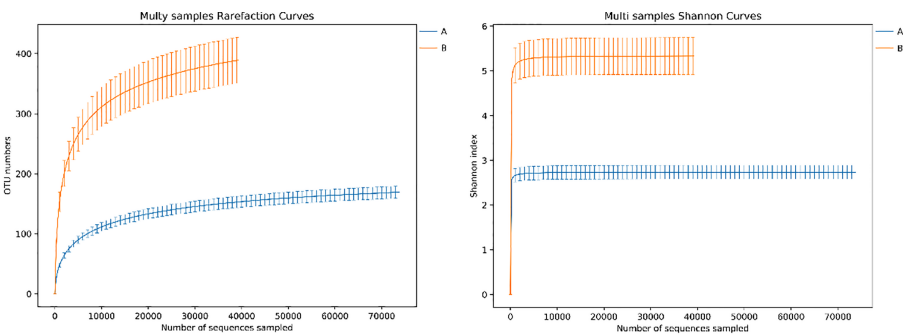 Multy samples Rarefaction Curves
A
B
400
300
200
100
0
OTU numbers
0 10000 20000 30000 40000 50000 60000 70000
Number of sequences sampled
Multi samples Shannon Curves
A
B
6
5
4
3
2
1
0
Shannon index
0 10000 20000 30000 40000 50000 60000 70000
Number of sequences sampled